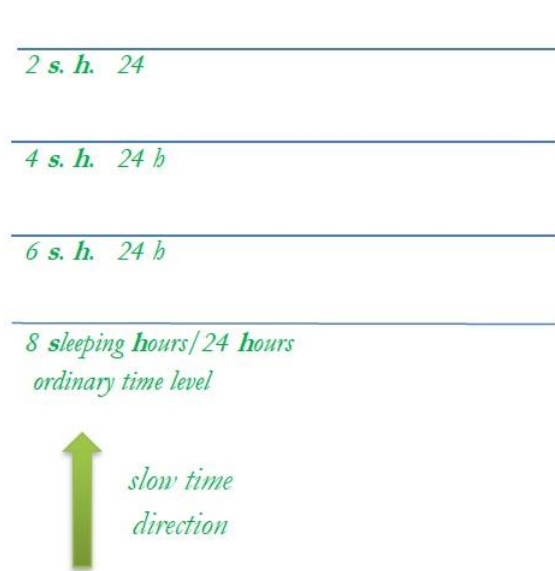 2 s. h. 24
4 s. h. 24 h
6 s. h. 24 h
8 sleeping hours/24 hours
ordinary time level
slow time
direction